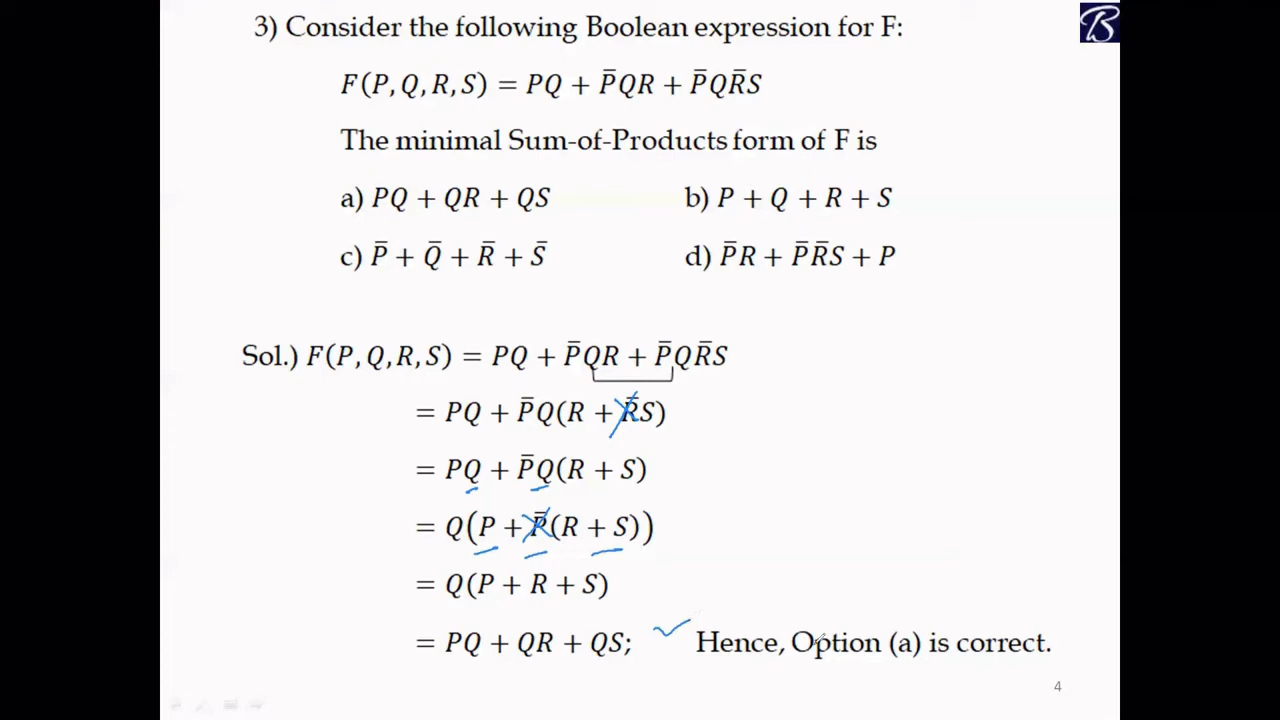 3) Consider the following Boolean expression for F:
B
F(P, Q, R, S) = PQ + P̄QR + P̄QR̄S
The minimal Sum-of-Products form of F is
a) PQ + QR + QS b) P + Q + R + S
c) P̄ + Q̄ + R̄ + S̄ d) P̄R + P̄R̄S + P
Sol.) F(P, Q, R, S) = PQ + P̄QR + P̄QR̄S
= PQ + P̄Q(R + R̄S)
= PQ + P̄Q(R + S)
= Q(P + P̄(R + S))
= Q(P + R + S)
= PQ + QR + QS; Hence, Option (a) is correct.
4